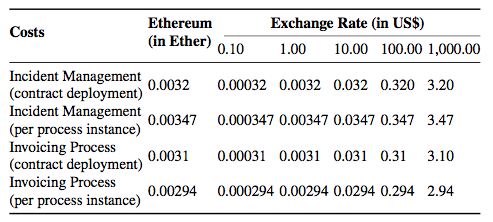 Costs Ethereum (in Ether) Exchange Rate (in US$)
0.10 1.00 10.00 100.00 1,000.00
Incident Management
(contract deployment) 0.0032 0.00032 0.0032 0.032 0.320 3.20
Incident Management
(per process instance) 0.00347 0.000347 0.00347 0.0347 0.347 3.47
Invoicing Process
(contract deployment) 0.0031 0.00031 0.0031 0.031 0.31 3.10
Invoicing Process
(per process instance) 0.00294 0.000294 0.00294 0.0294 0.294 2.94